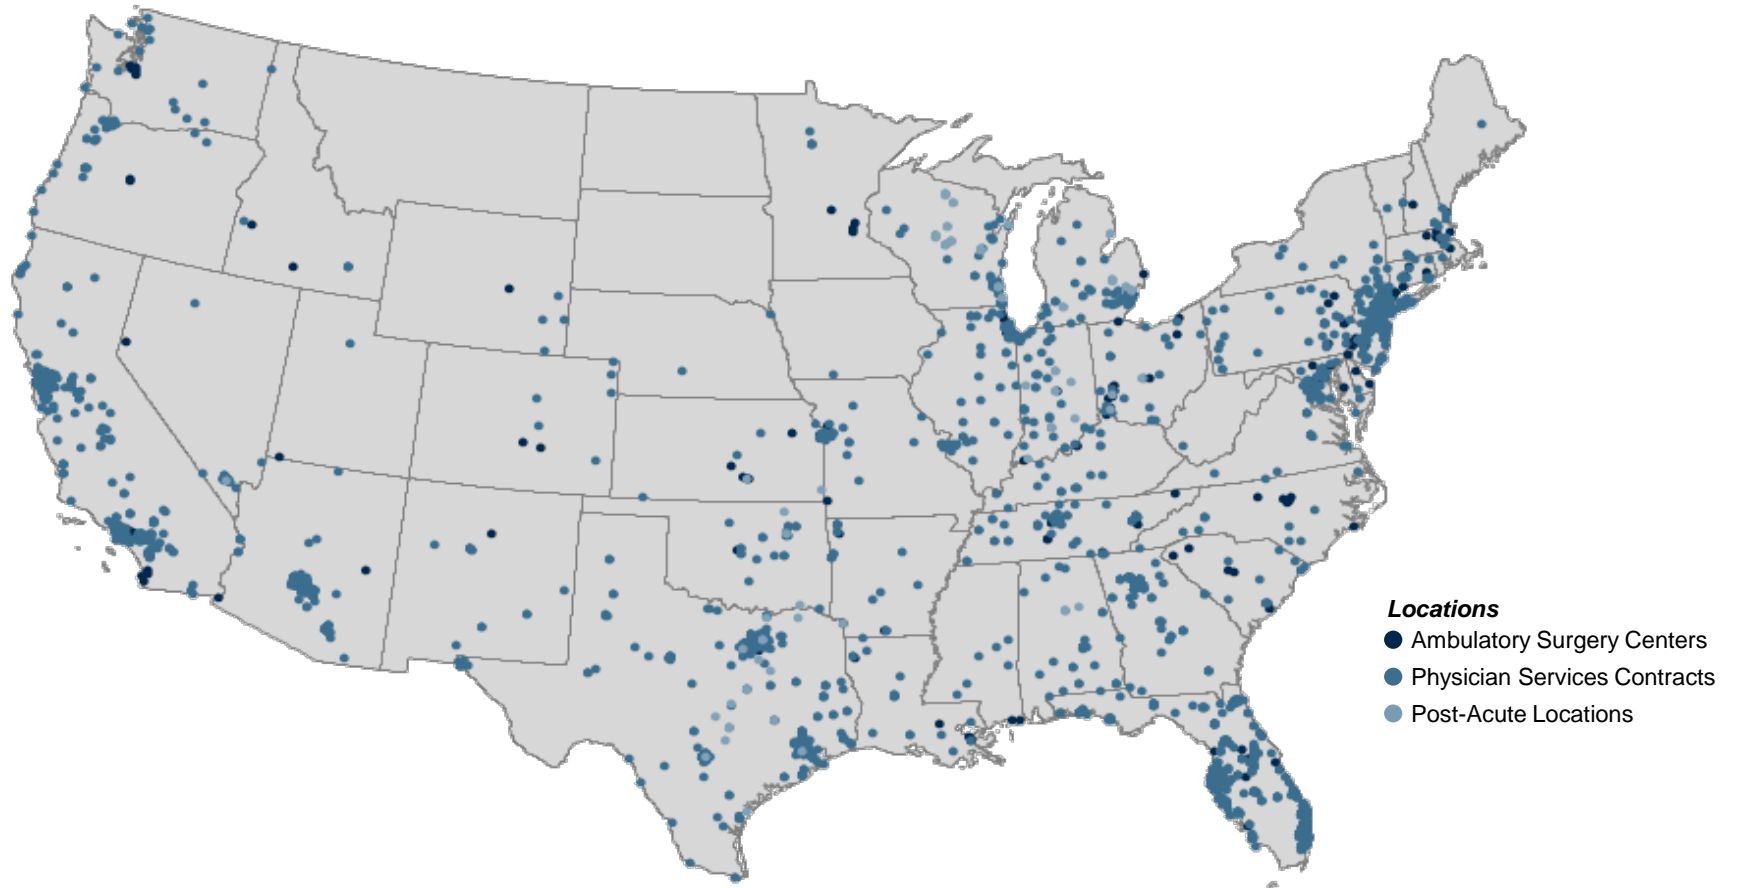 Locations
Ambulatory Surgery Centers
Physician Services Contracts
Post-Acute Locations